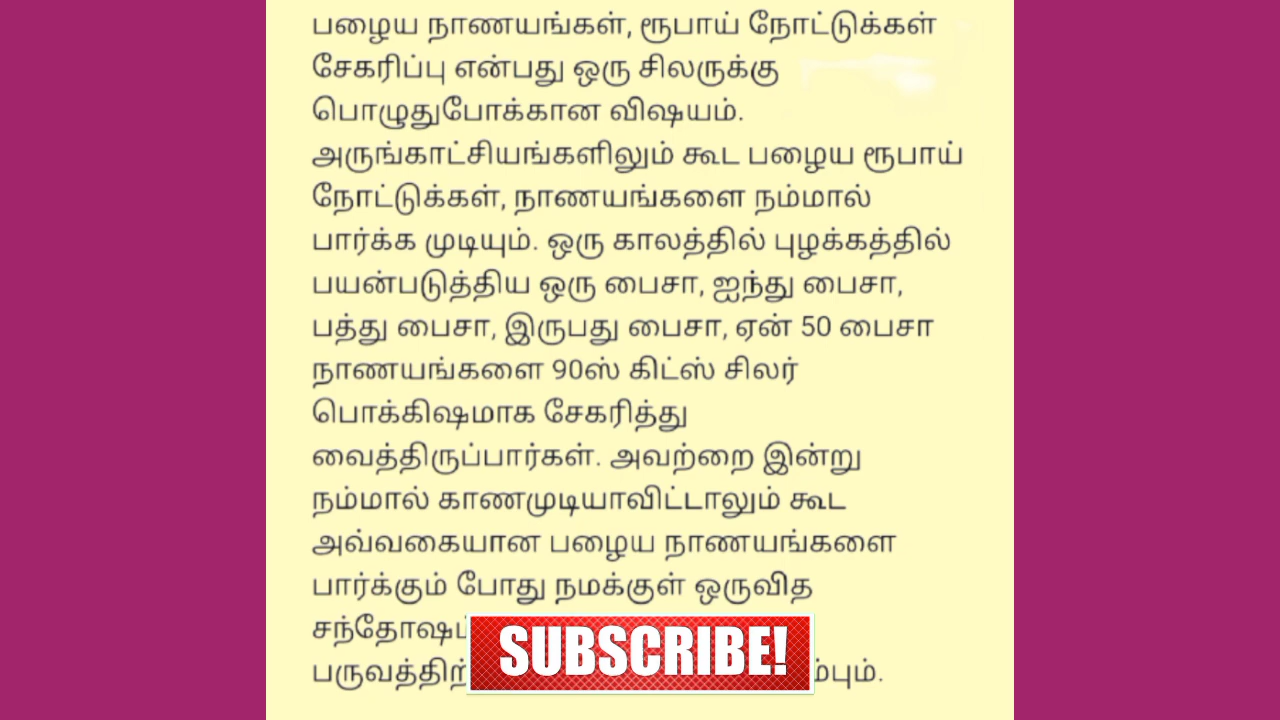 பழைய நாணயங்கள், ரூபாய் நோட்டுக்கள்
சேகரிப்பு என்பது ஒரு சிலருக்கு
பொழுதுபோக்கான விஷயம்.
அருங்காட்சியங்களிலும் கூட பழைய ரூபாய்
நோட்டுக்கள், நாணயங்களை நம்மால்
பார்க்க முடியும். ஒரு காலத்தில் புழக்கத்தில்
பயன்படுத்திய ஒரு பைசா, ஐந்து பைசா,
பத்து பைசா, இருபது பைசா, ஏன் 50 பைசா
நாணயங்களை 90ஸ் கிட்ஸ் சிலர்
பொக்கிஷமாக சேகரித்து
வைத்திருப்பார்கள். அவற்றை இன்று
நம்மால் காணமுடியாவிட்டாலும் கூட
அவ்வகையான பழைய நாணயங்களை
பார்க்கும் போது நமக்குள் ஒருவித
SUBSCRIBE!